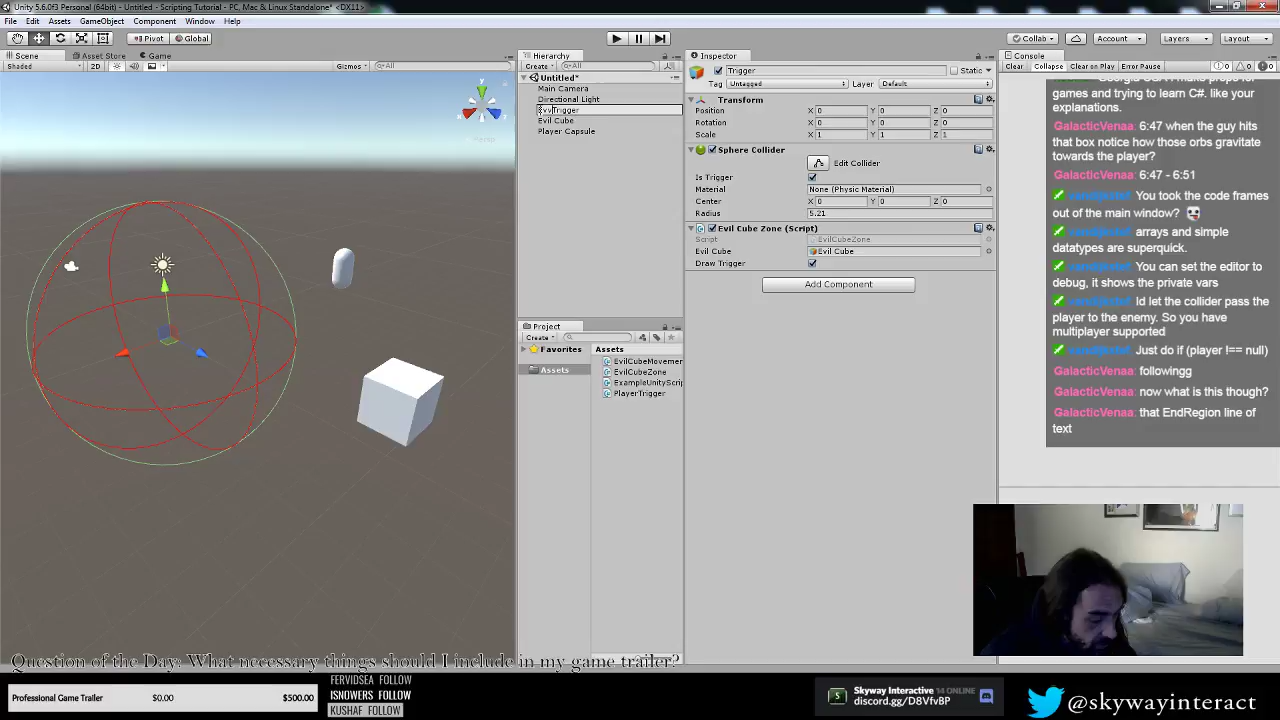 Unity 5.6.0f3 Personal (64bit) - Untitled - Scripting Tutorial - PC, Mac & Linux Standalone* <DX11>
File Edit Assets GameObject Component Window Help
Pivot Global
Collab Account Layers Layout
Scene Asset Store Game
Shaded 2D Gizmos All
persp
Hierarchy
Create All
Untitled*
Main Camera
Directional Light
EvilTrigger
Evil Cube
Player Capsule
Project
Create
Favorites
Assets
Assets
EvilCubeMovemen
EvilCubeZone
ExampleUnityScrip
PlayerTrigger
Inspector
Trigger Static
Tag Untagged Layer Default
Transform
Position X 0 Y 0 Z 0
Rotation X 0 Y 0 Z 0
Scale X 1 Y 1 Z 1
Sphere Collider
Edit Collider
Is Trigger
Material None (Physic Material)
Center X 0 Y 0 Z 0
Radius 5.21
Evil Cube Zone (Script)
Script EvilCubeZone
Evil Cube Evil Cube
Draw Trigger
Add Component
Console
Clear Collapse Clear on Play Error Pause 0 0 0
games and trying to learn C#. like your
explanations.
GalacticVenaa: 6:47 when the guy hits
that box notice how those orbs gravitate
towards the player?
GalacticVenaa: 6:47 - 6:51
You took the code frames
out of the main window?
arrays and simple
datatypes are superquick.
You can set the editor to
debug, it shows the private vars
Id let the collider pass the
player to the enemy. So you have
multiplayer supported
Just do if (player !== null)
GalacticVenaa: followingg
GalacticVenaa: now what is this though?
GalacticVenaa: that EndRegion line of
text
Question of the Day: What necessary things should I include in my game trailer?
Professional Game Trailer $0.00 $500.00
FERVIDSEA FOLLOW
ISNOWERS FOLLOW
KUSHAF FOLLOW
S Skyway Interactive 14 ONLINE
discord.gg/D8VfvBP
@skywayinteract